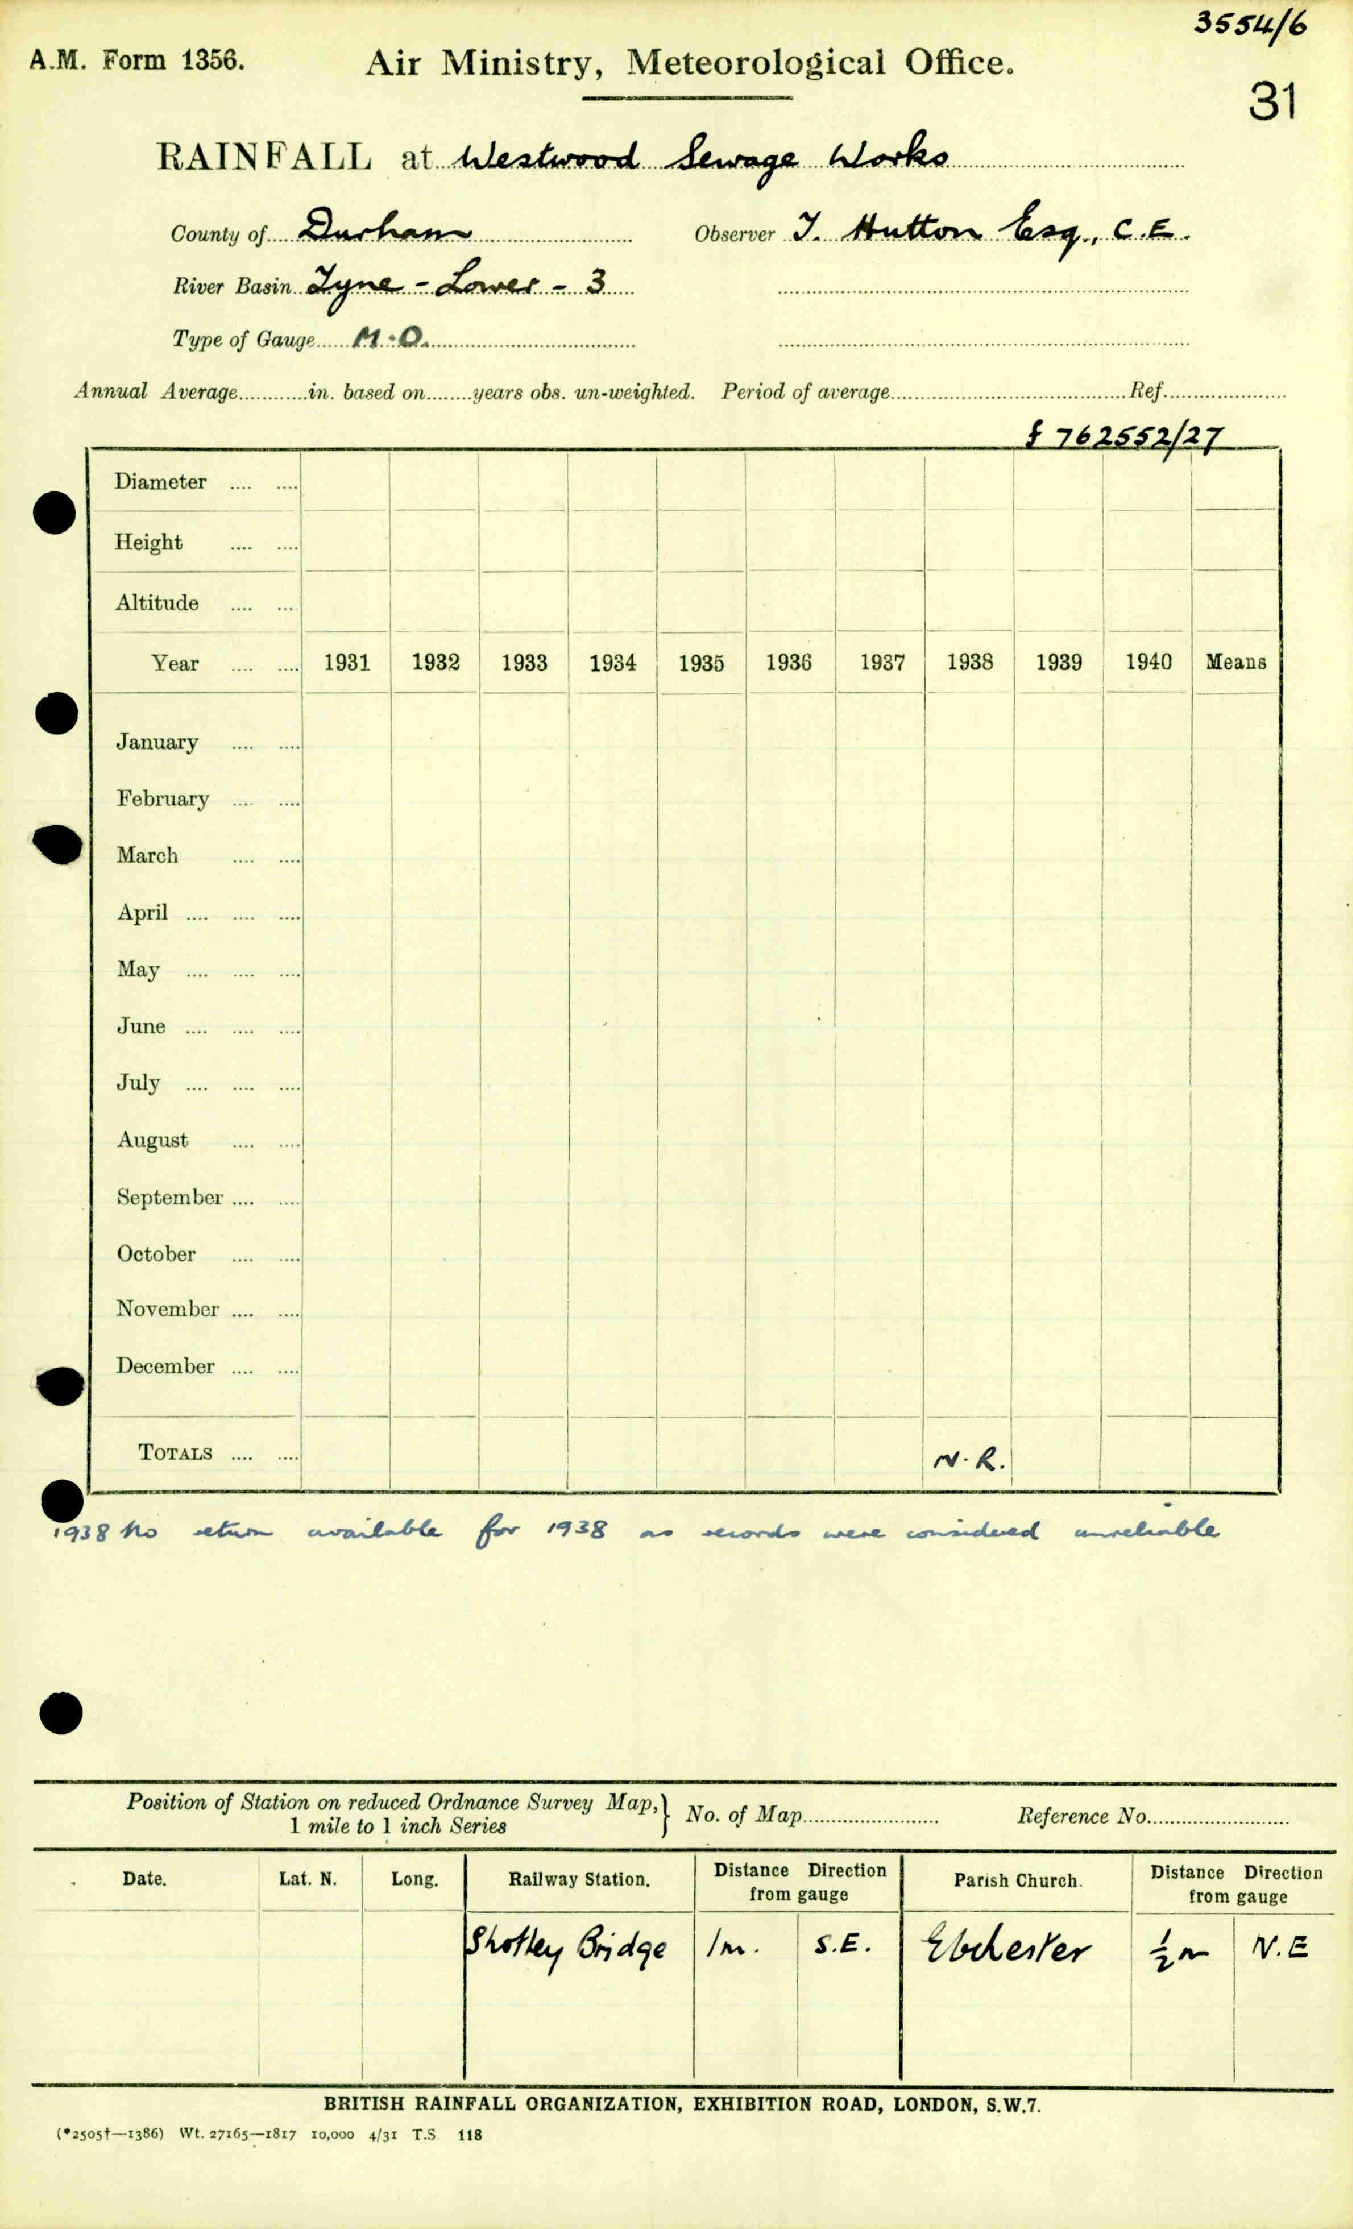 3554/6
A.M. Form 1356. Air Ministry, Meteorological Office.
31
RAINFALL at Westwood Sewage Works
County of Durham Observer T. Hutton Esq., C.E.
River Basin Tyne - Lower - 3
Type of Gauge M.O.
Annual Average............in. based on........years obs. un-weighted. Period of average........................................Ref......................
£ 762552/27
Diameter .... ....
Height .... ....
Altitude .... ....
Year .... .... 1931 1932 1933 1934 1935 1936 1937 1938 1939 1940 Means
January .... ....
February .... ....
March .... ....
April .... .... ....
May .... .... ....
June .... .... ....
July .... .... ....
August .... ....
September .... ....
October .... ....
November .... ....
December .... ....
TOTALS .... .... N.R.
1938 No return available for 1938 as records were considered unreliable
Position of Station on reduced Ordnance Survey Map,} No. of Map........................ Reference No.........................
1 mile to 1 inch Series
Date. Lat. N. Long. Railway Station. Distance Direction from gauge Parish Church. Distance Direction from gauge
Shotley Bridge 1m. S.E. Ebchester ½ m N.E
BRITISH RAINFALL ORGANIZATION, EXHIBITION ROAD, LONDON, S.W.7.
(*2505†—1386) Wt. 27165—1817 10,000 4/31 T.S 118